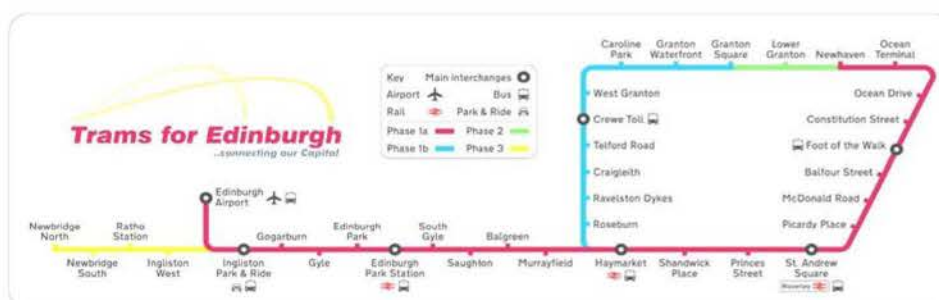 Trams for Edinburgh
...connecting our Capital
Key Main interchanges
Airport Bus
Rail Park & Ride
Phase 1a Phase 2
Phase 1b Phase 3
Caroline
Park
Granton
Waterfront
Granton
Square
Lower
Granton
Newhaven
Ocean
Terminal
West Granton
Crewe Toll
Telford Road
Craigleith
Ravelston Dykes
Roseburn
Ocean Drive
Constitution Street
Foot of the Walk
Balfour Street
McDonald Road
Picardy Place
Edinburgh
Airport
Newbridge
North
Newbridge
South
Ratho
Station
Ingliston
West
Ingliston
Park & Ride
Gogarburn
Gyle
Edinburgh
Park
Edinburgh
Park Station
South
Gyle
Saughton
Balgreen
Murrayfield
Haymarket
Shandwick
Place
Princes
Street
St. Andrew
Square
Waverley